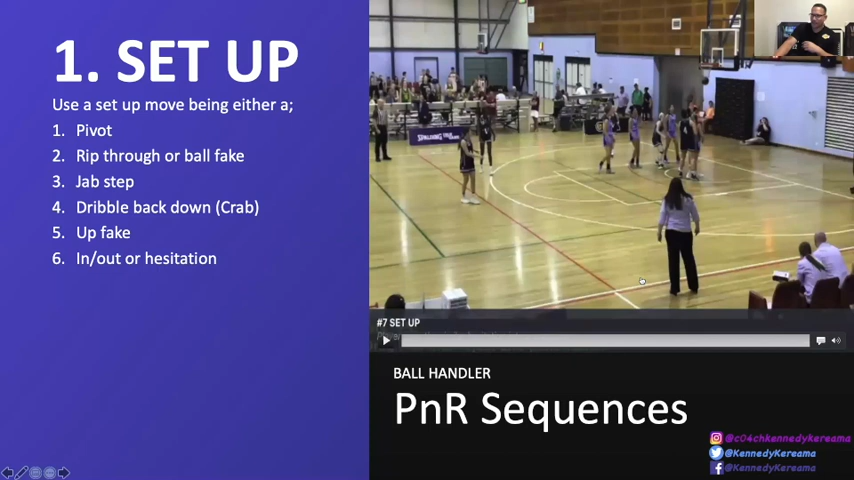 1. SET UP
Use a set up move being either a;
1. Pivot
2. Rip through or ball fake
3. Jab step
4. Dribble back down (Crab)
5. Up fake
6. In/out or hesitation
SPALDING
#7 SET UP
BALL HANDLER
PnR Sequences
@c04chkennedykereama
@KennedyKereama
@KennedyKereama